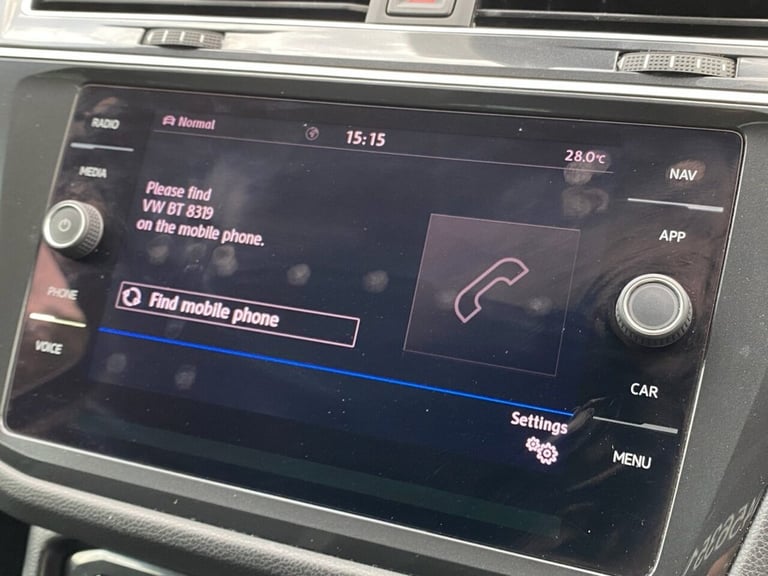 RADIO
Normal
15:15
28.0°C
NAV
MEDIA
Please find
VW BT 8319
on the mobile phone.
APP
PHONE
Find mobile phone
VOICE
CAR
Settings
MENU